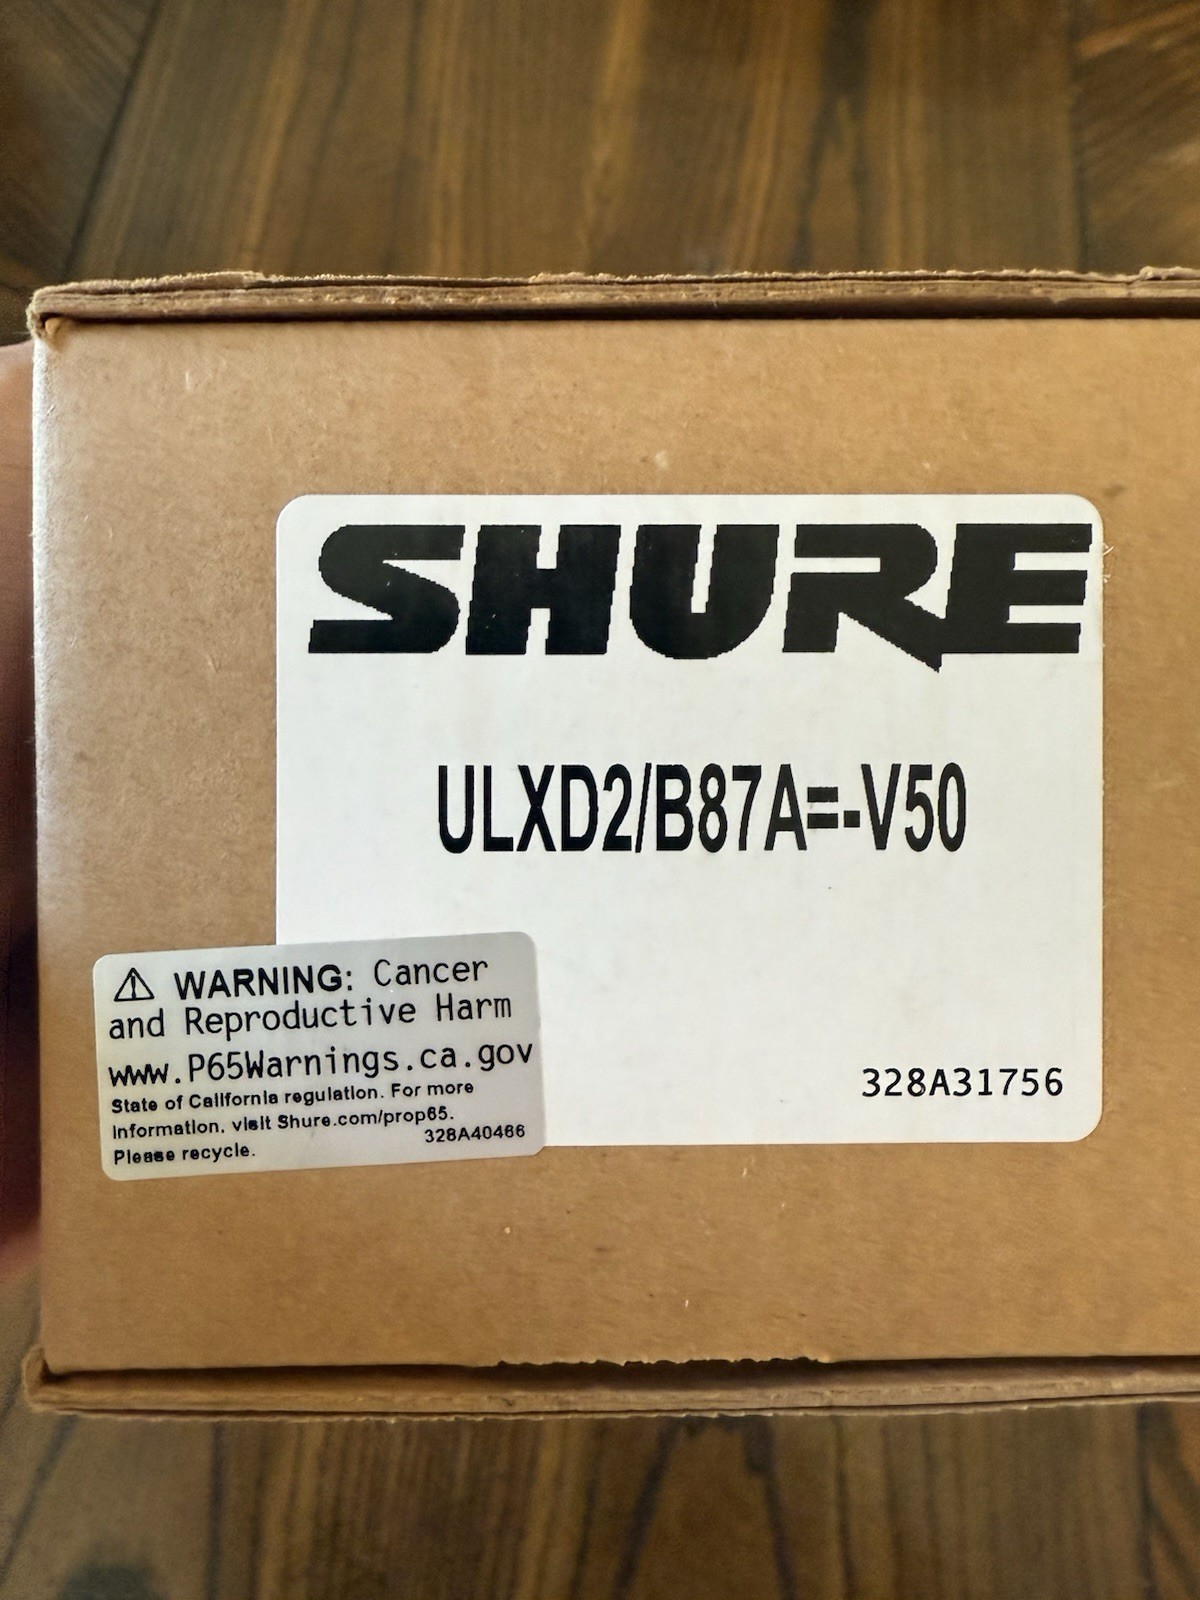 SHURE
ULXD2/B87A=-V50
328A31756
⚠ WARNING: Cancer
and Reproductive Harm
www.P65Warnings.ca.gov
State of California regulation. For more
information, visit Shure.com/prop65.
328A40466
Please recycle.